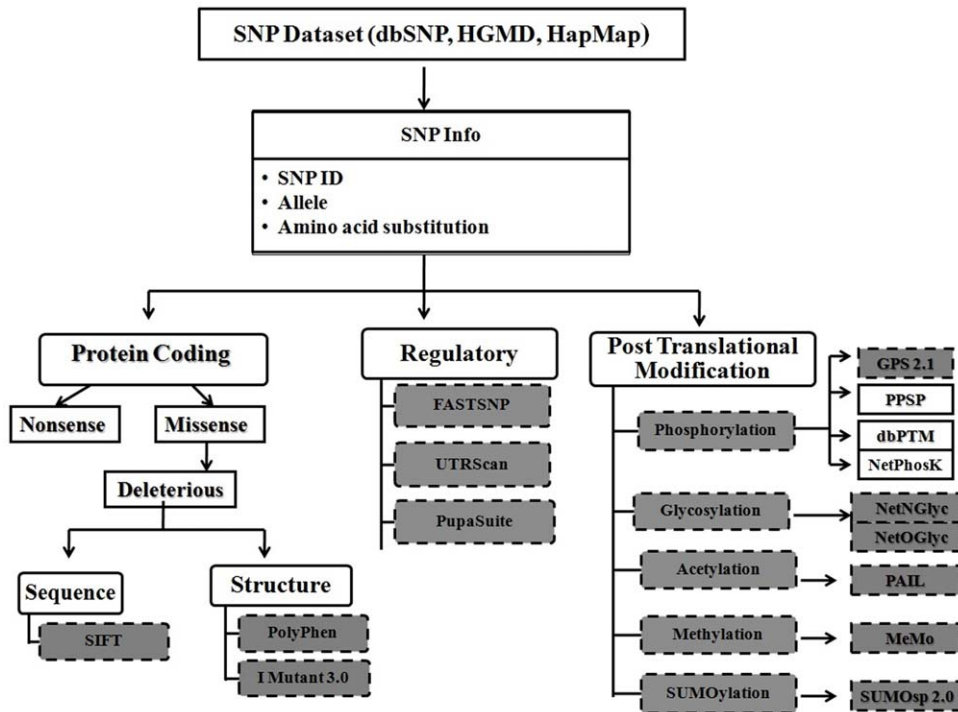 SNP Dataset (dbSNP, HGMD, HapMap)
SNP Info
• SNP ID
• Allele
• Amino acid substitution
Protein Coding
Nonsense
Missense
Deleterious
Sequence
SIFT
Structure
PolyPhen
I Mutant 3.0
Regulatory
FASTSNP
UTRScan
PupaSuite
Post Translational
Modification
Phosphorylation
GPS 2.1
PPSP
dbPTM
NetPhosK
Glycosylation
NetNGlyc
NetOGlyc
Acetylation
PAIL
Methylation
MeMo
SUMOylation
SUMOsp 2.0